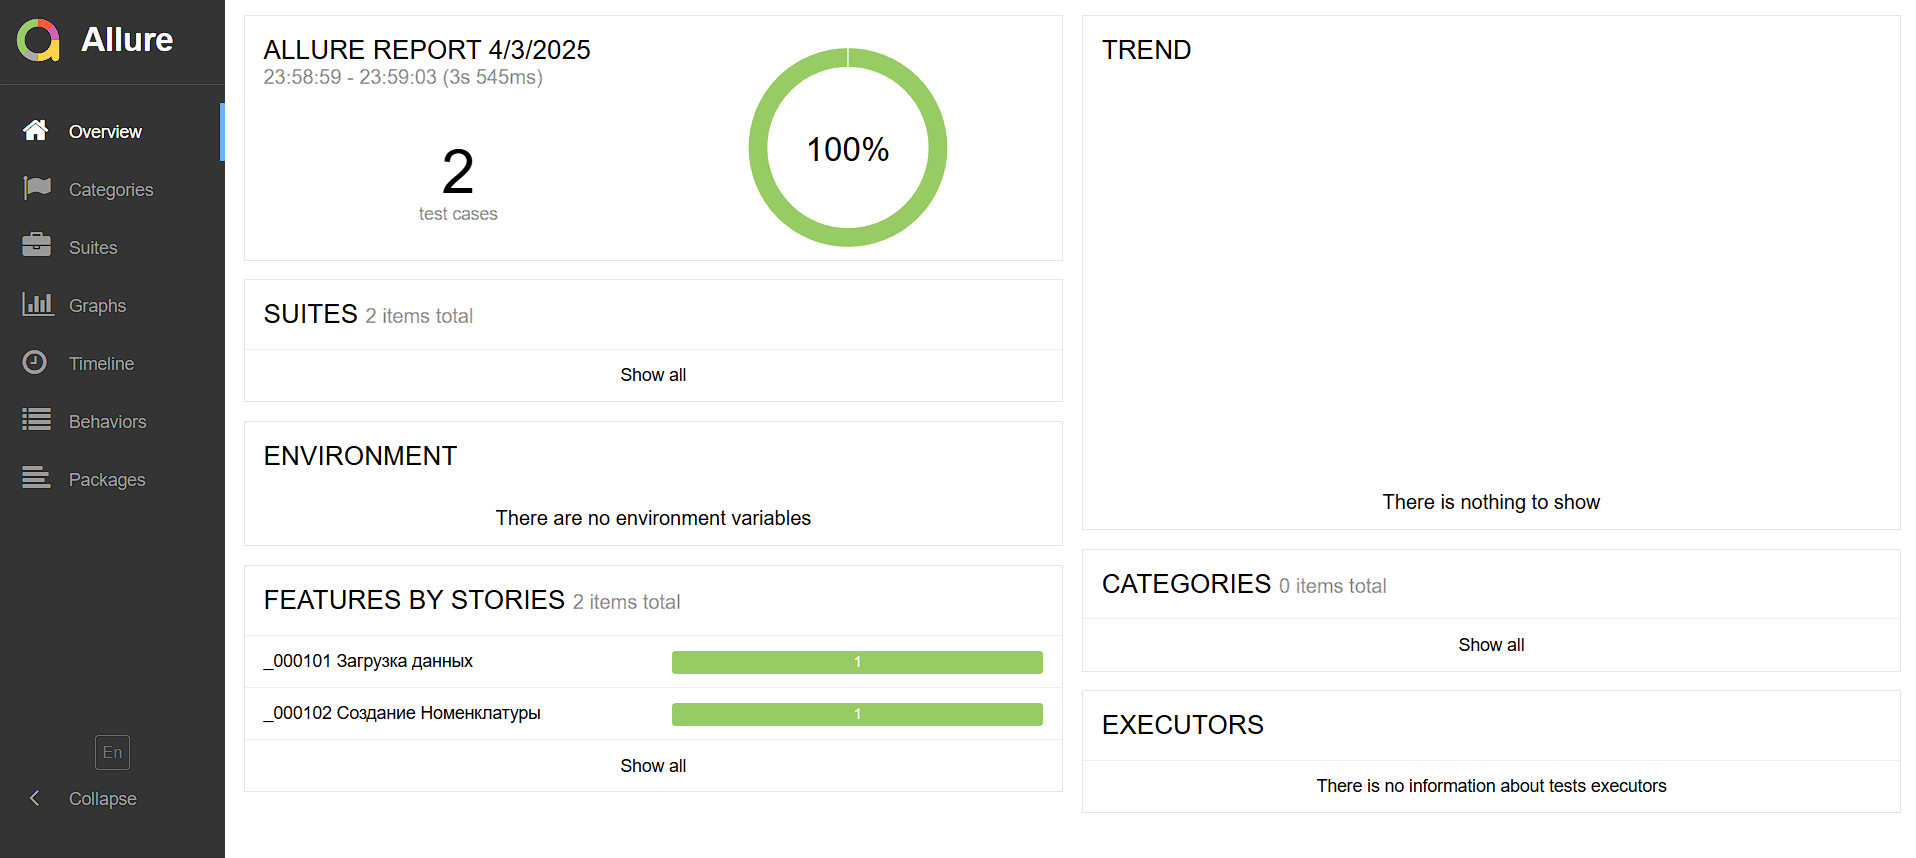 Allure
Overview
Categories
Suites
Graphs
Timeline
Behaviors
Packages
En
Collapse
ALLURE REPORT 4/3/2025
23:58:59 - 23:59:03 (3s 545ms)
2
test cases
100%
SUITES 2 items total
Show all
ENVIRONMENT
There are no environment variables
FEATURES BY STORIES 2 items total
_000101 Загрузка данных 1
_000102 Создание Номенклатуры 1
Show all
TREND
There is nothing to show
CATEGORIES 0 items total
Show all
EXECUTORS
There is no information about tests executors